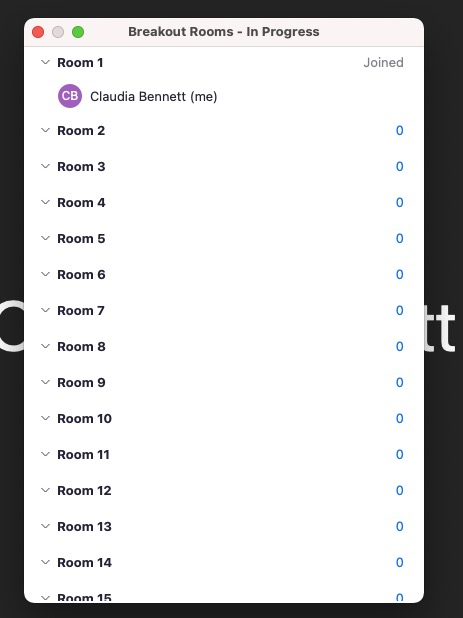 Breakout Rooms - In Progress
Room 1 Joined
CB Claudia Bennett (me)
Room 2 0
Room 3 0
Room 4 0
Room 5 0
Room 6 0
Room 7 0
Room 8 0
Room 9 0
Room 10 0
Room 11 0
Room 12 0
Room 13 0
Room 14 0
Room 15 0
C tt